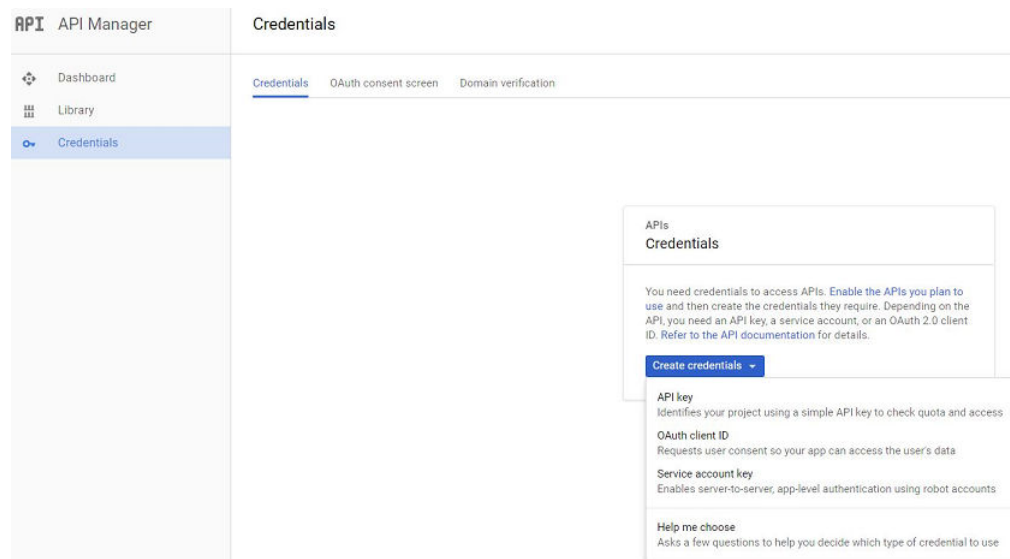 API API Manager
Credentials
Dashboard
Library
Credentials
Credentials OAuth consent screen Domain verification
APIs
Credentials
You need credentials to access APIs. Enable the APIs you plan to
use and then create the credentials they require. Depending on the
API, you need an API key, a service account, or an OAuth 2.0 client
ID. Refer to the API documentation for details.
Create credentials
API key
Identifies your project using a simple API key to check quota and access
OAuth client ID
Requests user consent so your app can access the user's data
Service account key
Enables server-to-server, app-level authentication using robot accounts
Help me choose
Asks a few questions to help you decide which type of credential to use